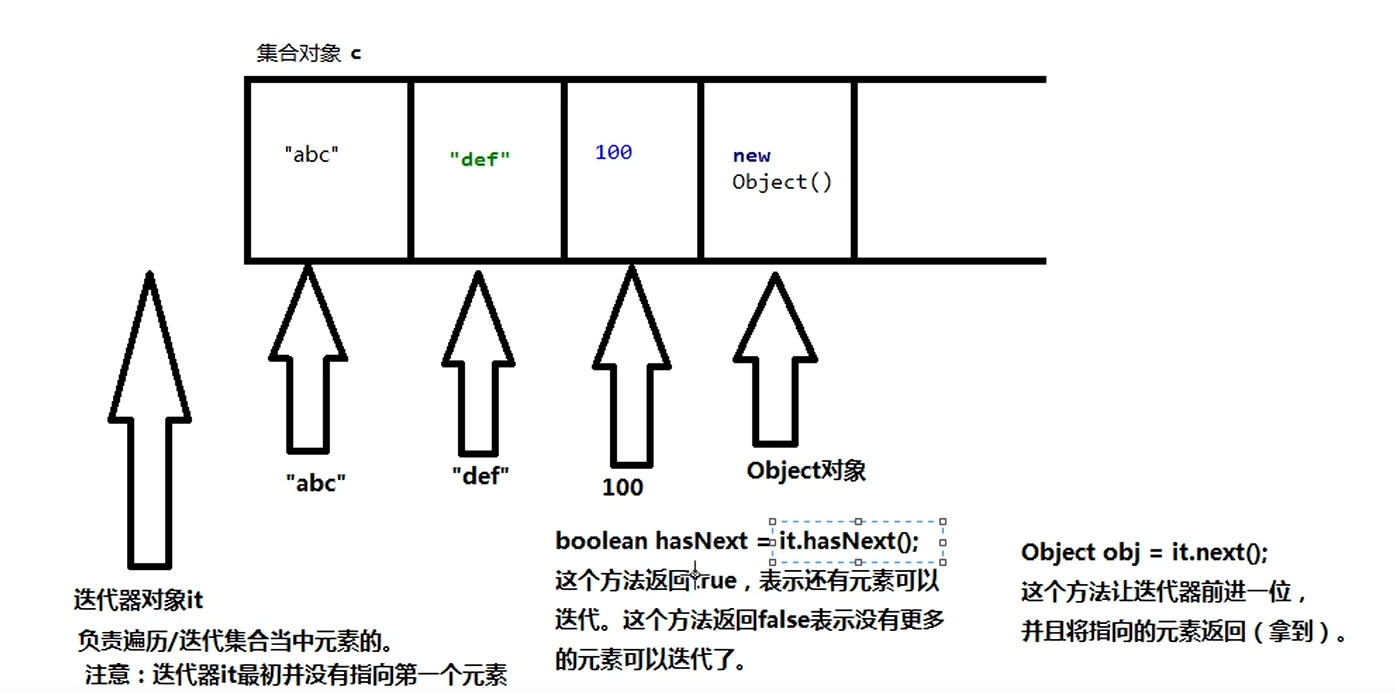 集合对象 c
"abc"
"def"
100
new
Object()
"abc"
"def"
100
Object对象
迭代器对象it
负责遍历/迭代集合当中元素的。
注意：迭代器it最初并没有指向第一个元素
boolean hasNext = it.hasNext();
这个方法返回true，表示还有元素可以
迭代。这个方法返回false表示没有更多
的元素可以迭代了。
Object obj = it.next();
这个方法让迭代器前进一位，
并且将指向的元素返回（拿到）。